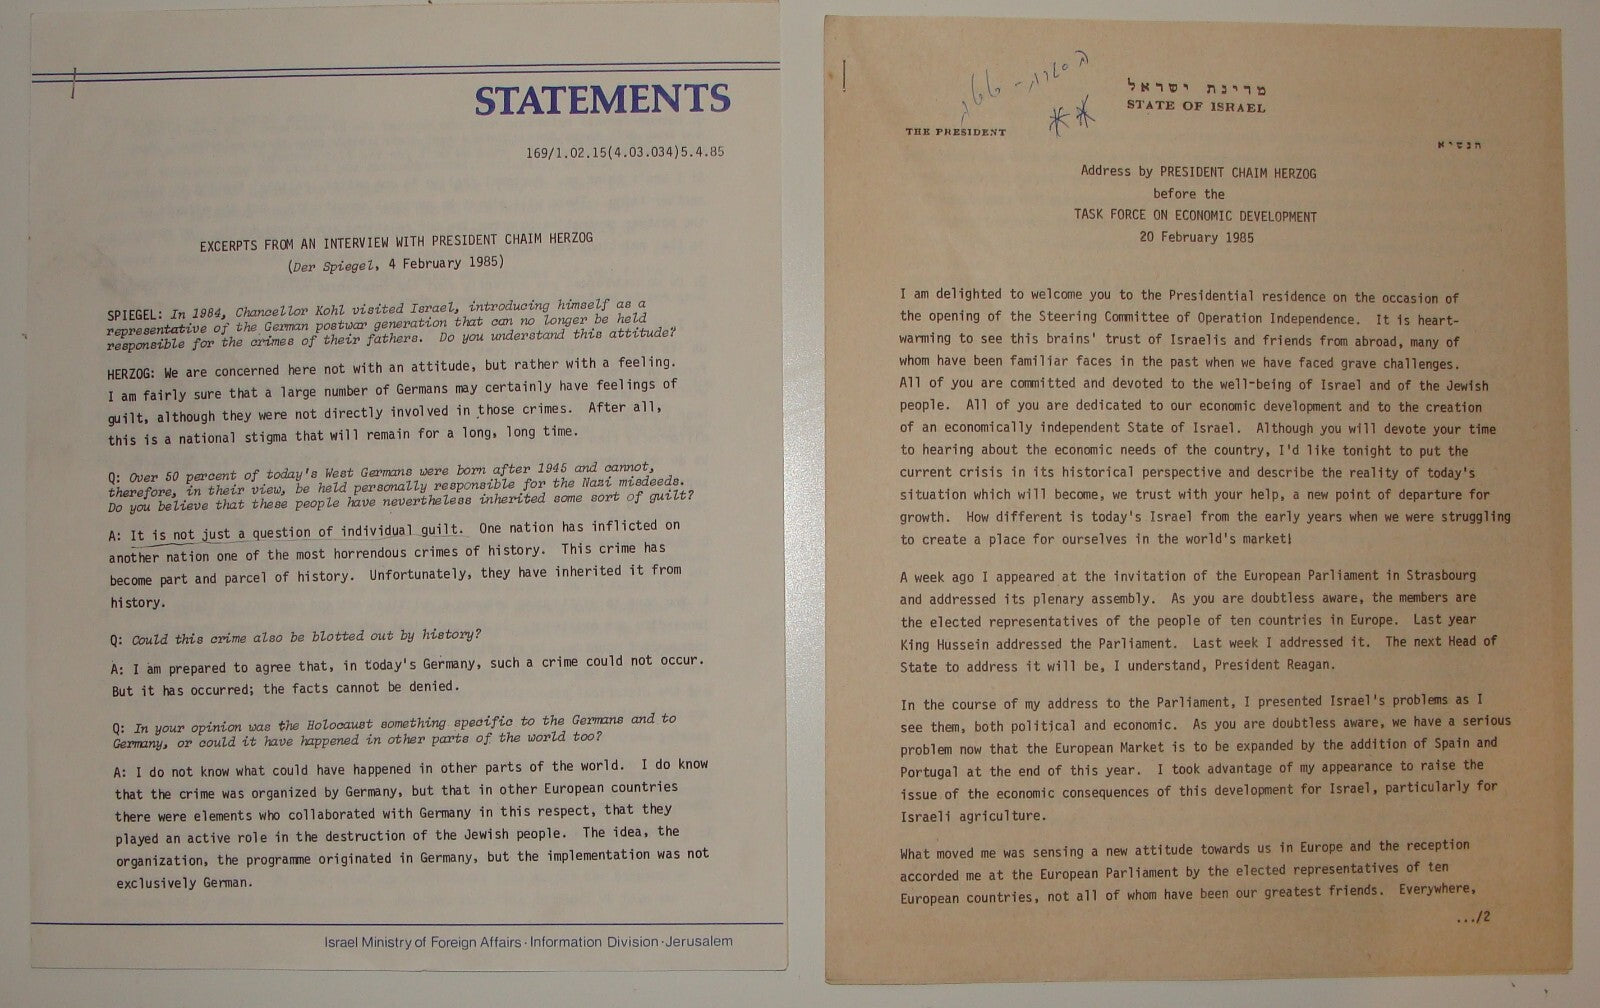 STATEMENTS
169/1.02.15(4.03.034)5.4.85
EXCERPTS FROM AN INTERVIEW WITH PRESIDENT CHAIM HERZOG
(Der Spiegel, 4 February 1985)
SPIEGEL: In 1984, Chancellor Kohl visited Israel, introducing himself as a
representative of the German postwar generation that can no longer be held
responsible for the crimes of their fathers. Do you understand this attitude?
HERZOG: We are concerned here not with an attitude, but rather with a feeling.
I am fairly sure that a large number of Germans may certainly have feelings of
guilt, although they were not directly involved in those crimes. After all,
this is a national stigma that will remain for a long, long time.
Q: Over 50 percent of today's West Germans were born after 1945 and cannot,
therefore, in their view, be held personally responsible for the Nazi misdeeds.
Do you believe that these people have nevertheless inherited some sort of guilt?
A: It is not just a question of individual guilt. One nation has inflicted on
another nation one of the most horrendous crimes of history. This crime has
become part and parcel of history. Unfortunately, they have inherited it from
history.
Q: Could this crime also be blotted out by history?
A: I am prepared to agree that, in today's Germany, such a crime could not occur.
But it has occurred; the facts cannot be denied.
Q: In your opinion was the Holocaust something specific to the Germans and to
Germany, or could it have happened in other parts of the world too?
A: I do not know what could have happened in other parts of the world. I do know
that the crime was organized by Germany, but that in other European countries
there were elements who collaborated with Germany in this respect, that they
played an active role in the destruction of the Jewish people. The idea, the
organization, the programme originated in Germany, but the implementation was not
exclusively German.
Israel Ministry of Foreign Affairs · Information Division · Jerusalem
מדינת ישראל
STATE OF ISRAEL
THE PRESIDENT
הנשיא
Address by PRESIDENT CHAIM HERZOG
before the
TASK FORCE ON ECONOMIC DEVELOPMENT
20 February 1985
I am delighted to welcome you to the Presidential residence on the occasion of
the opening of the Steering Committee of Operation Independence. It is heart-
warming to see this brains' trust of Israelis and friends from abroad, many of
whom have been familiar faces in the past when we have faced grave challenges.
All of you are committed and devoted to the well-being of Israel and of the Jewish
people. All of you are dedicated to our economic development and to the creation
of an economically independent State of Israel. Although you will devote your time
to hearing about the economic needs of the country, I'd like tonight to put the
current crisis in its historical perspective and describe the reality of today's
situation which will become, we trust with your help, a new point of departure for
growth. How different is today's Israel from the early years when we were struggling
to create a place for ourselves in the world's market!
A week ago I appeared at the invitation of the European Parliament in Strasbourg
and addressed its plenary assembly. As you are doubtless aware, the members are
the elected representatives of the people of ten countries in Europe. Last year
King Hussein addressed the Parliament. Last week I addressed it. The next Head of
State to address it will be, I understand, President Reagan.
In the course of my address to the Parliament, I presented Israel's problems as I
see them, both political and economic. As you are doubtless aware, we have a serious
problem now that the European Market is to be expanded by the addition of Spain and
Portugal at the end of this year. I took advantage of my appearance to raise the
issue of the economic consequences of this development for Israel, particularly for
Israeli agriculture.
What moved me was sensing a new attitude towards us in Europe and the reception
accorded me at the European Parliament by the elected representatives of ten
European countries, not all of whom have been our greatest friends. Everywhere,
.../2